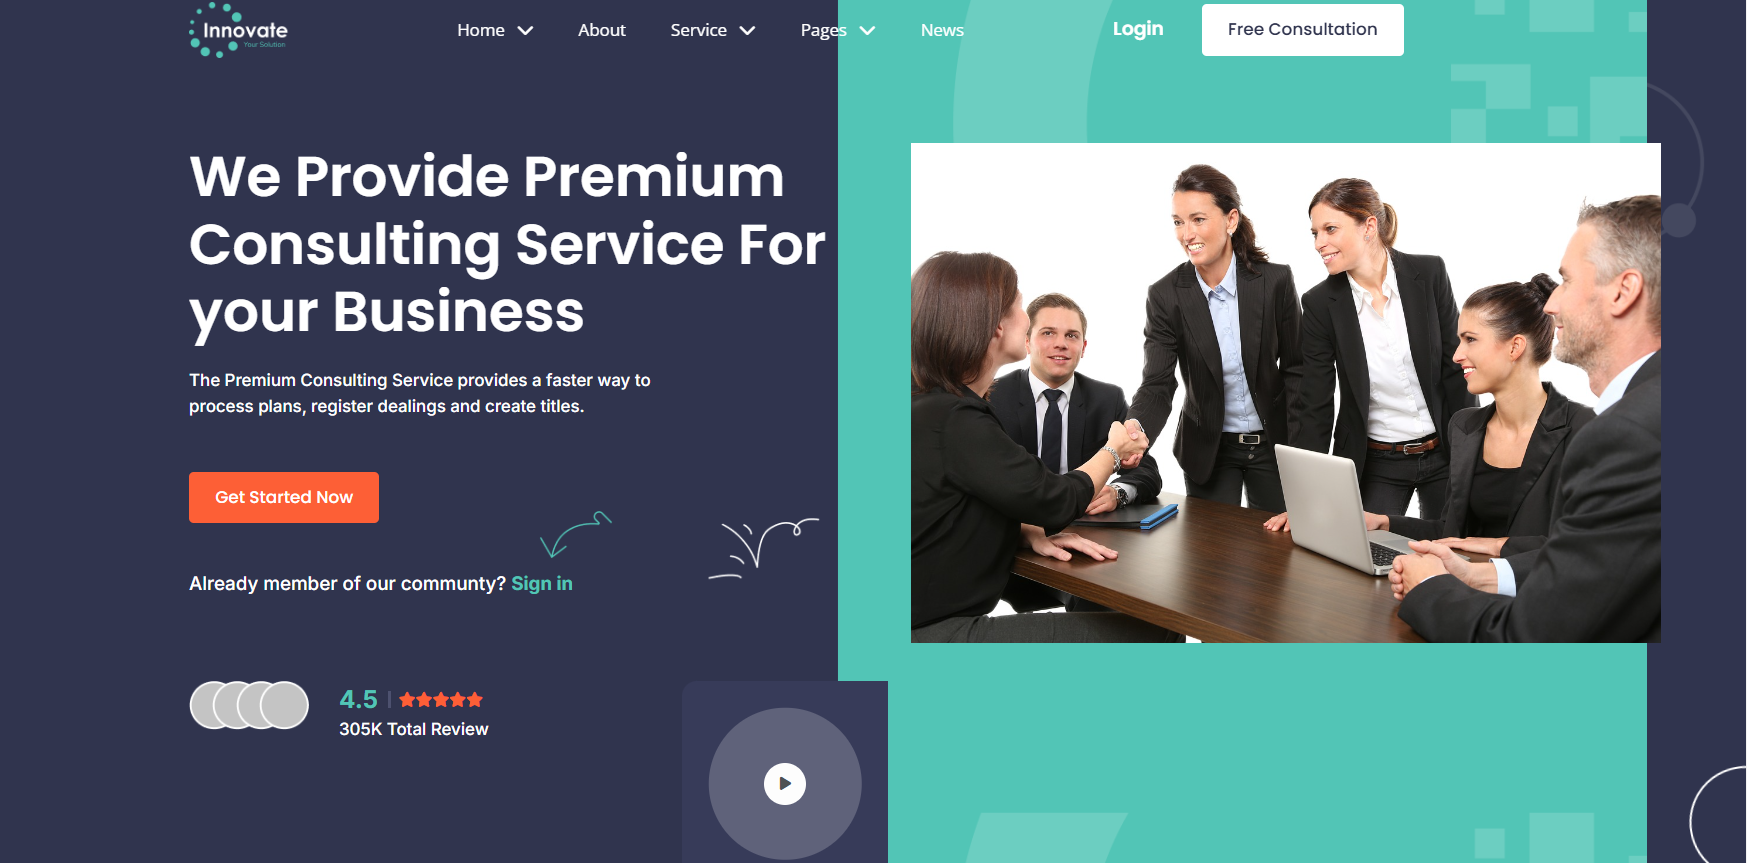 Innovate
Your Solution
Home
About
Service
Pages
News
Login
Free Consultation
We Provide Premium
Consulting Service For
your Business
The Premium Consulting Service provides a faster way to
process plans, register dealings and create titles.
Get Started Now
Already member of our communty? Sign in
4.5
305K Total Review